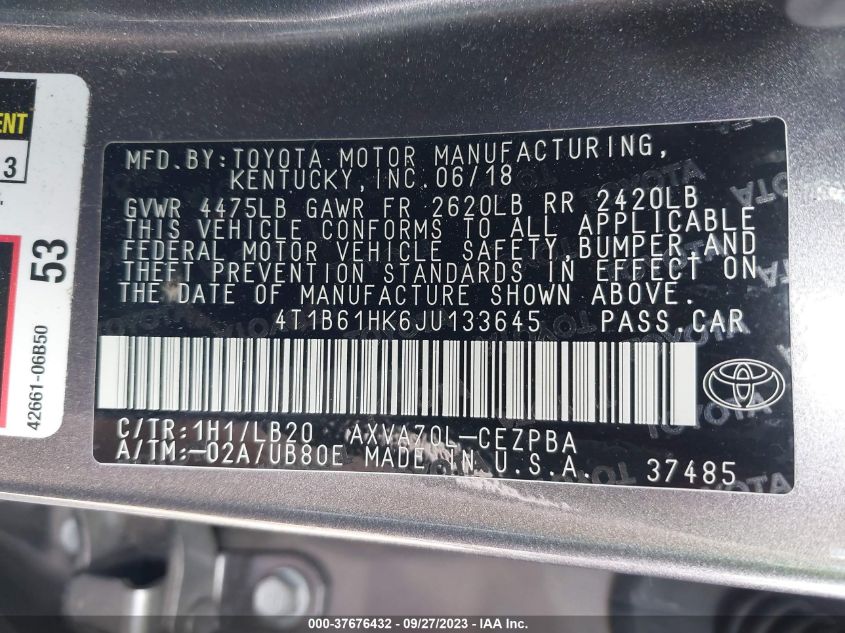 ENT
3
53
42661-06B50
MFD.BY:TOYOTA MOTOR MANUFACTURING,
KENTUCKY,INC.06/18
GVWR 4475LB GAWR FR 2620LB RR 2420LB
THIS VEHICLE CONFORMS TO ALL APPLICABLE
FEDERAL MOTOR VEHICLE SAFETY,BUMPER,AND
THEFT PREVENTION STANDARDS IN EFFECT ON
THE DATE OF MANUFACTURE SHOWN ABOVE.
4T1B61HK6JU133645 PASS.CAR
C/TR:1H1/LB20 AXVA70L-CEZPBA
A/TM:-02A/UB80E MADE IN U.S.A. 37485
000-37676432 - 09/27/2023 - IAA Inc.